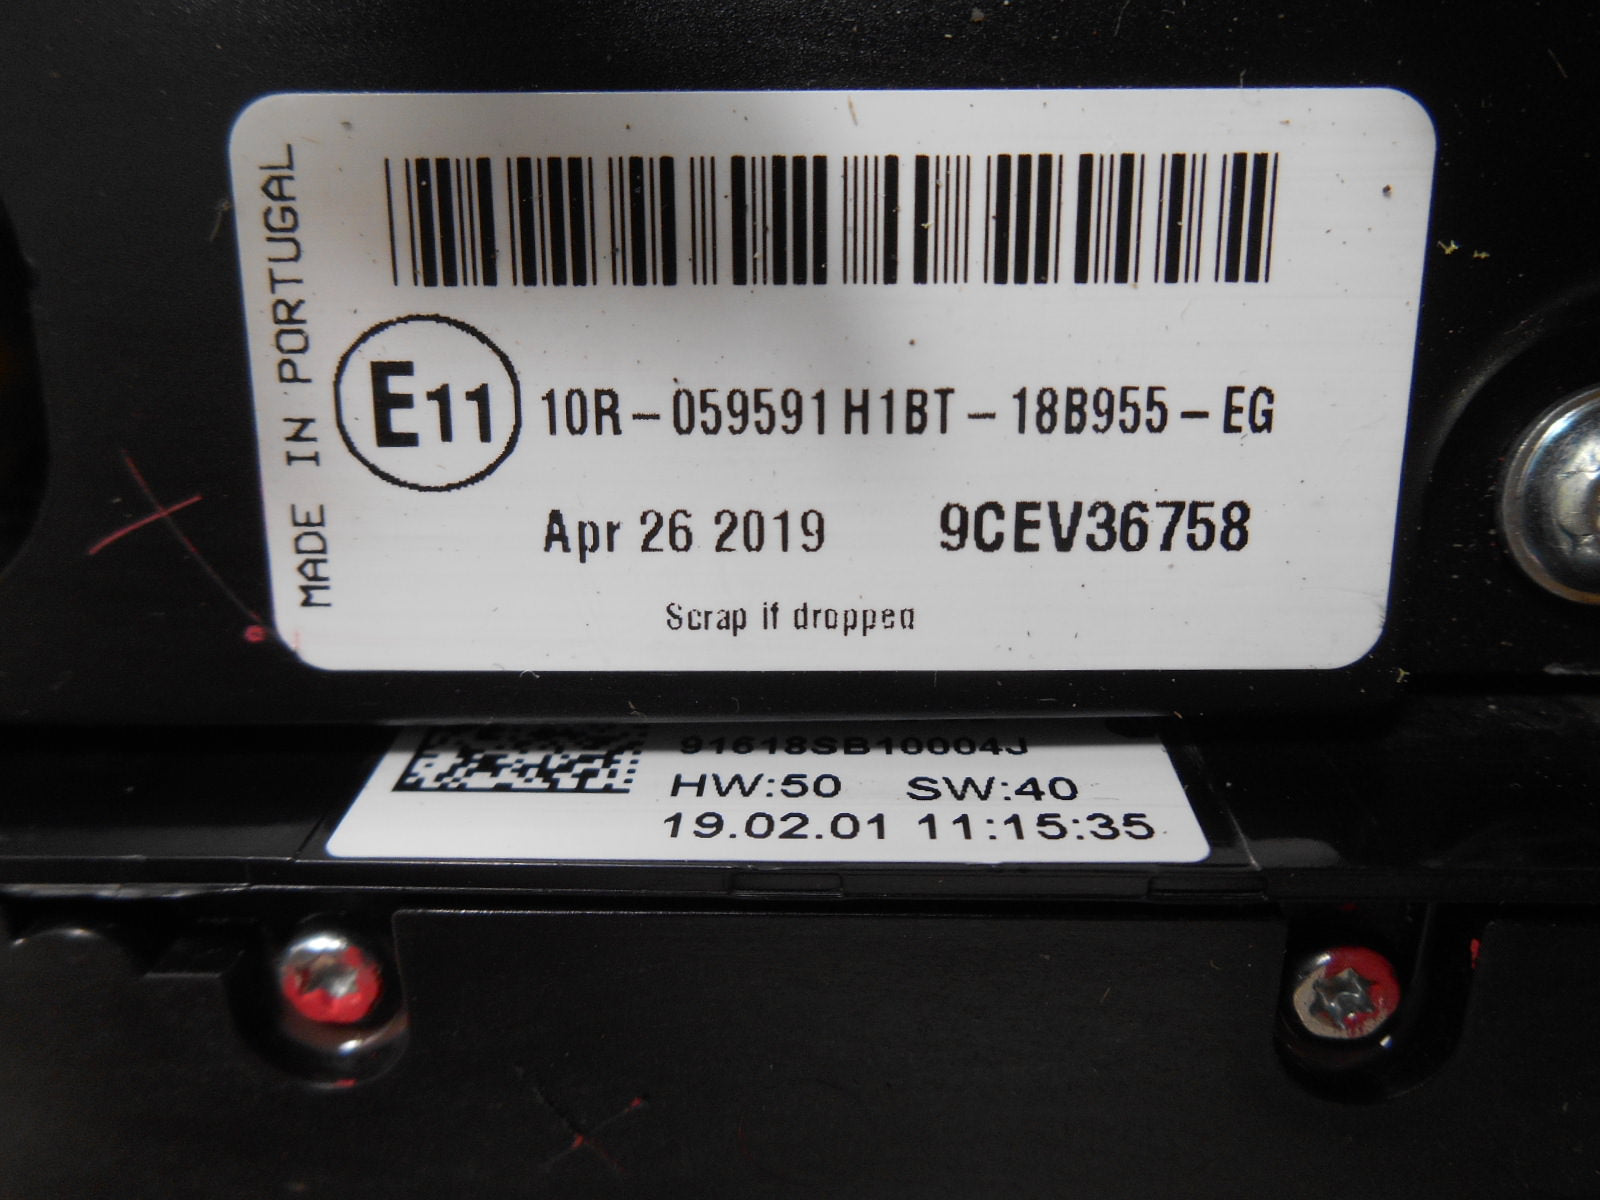 MADE IN PORTUGAL
E11 10R-059591 H1BT-18B955-EG
Apr 26 2019 9CEV36758
Scrap if dropped
91618SB10004J
HW:50 SW:40
19.02.01 11:15:35